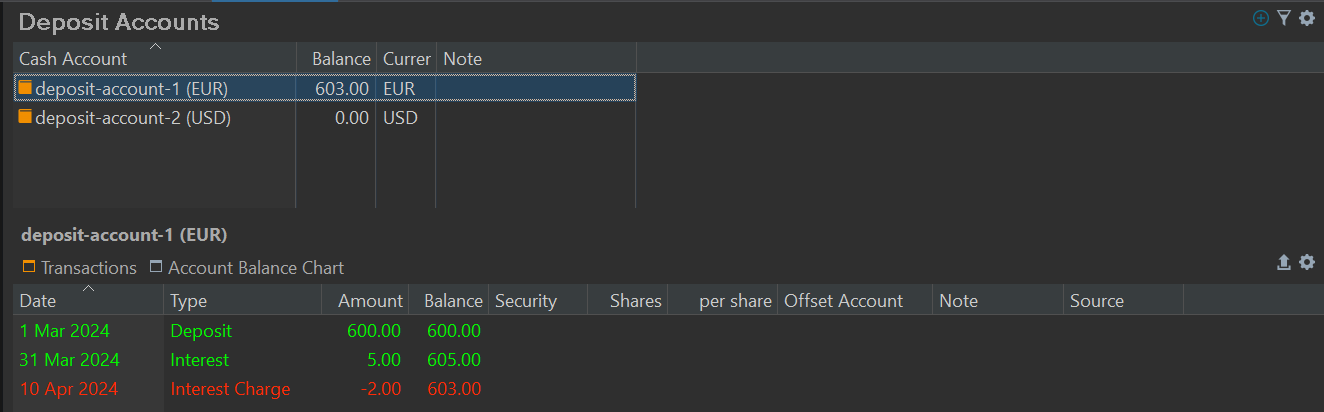 Deposit Accounts
Cash Account Balance Currer Note
deposit-account-1 (EUR) 603.00 EUR
deposit-account-2 (USD) 0.00 USD
deposit-account-1 (EUR)
Transactions Account Balance Chart
Date Type Amount Balance Security Shares per share Offset Account Note Source
1 Mar 2024 Deposit 600.00 600.00
31 Mar 2024 Interest 5.00 605.00
10 Apr 2024 Interest Charge -2.00 603.00